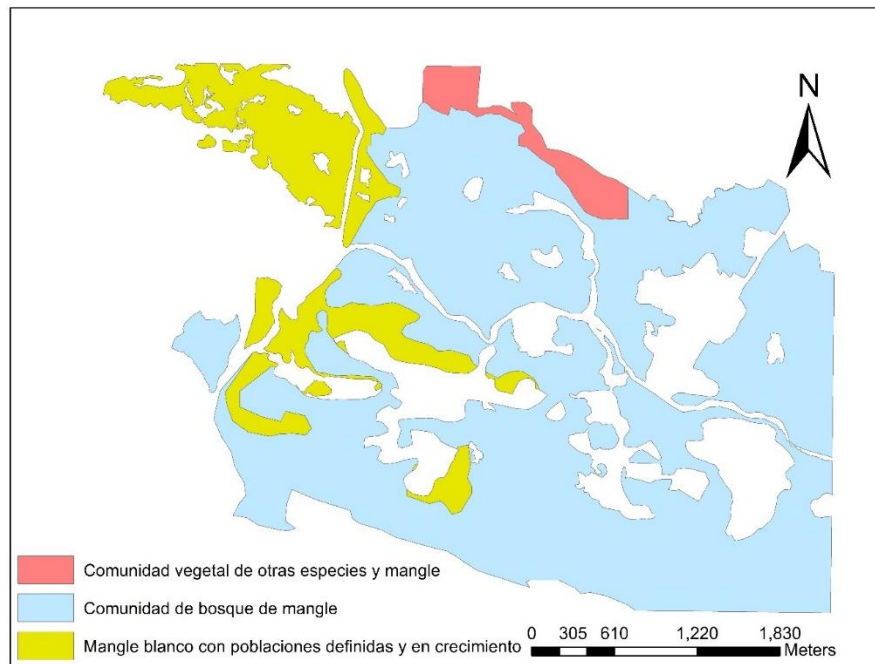 N
Comunidad vegetal de otras especies y mangle
Comunidad de bosque de mangle
Mangle blanco con poblaciones definidas y en crecimiento
0 305 610 1,220 1,830
Meters